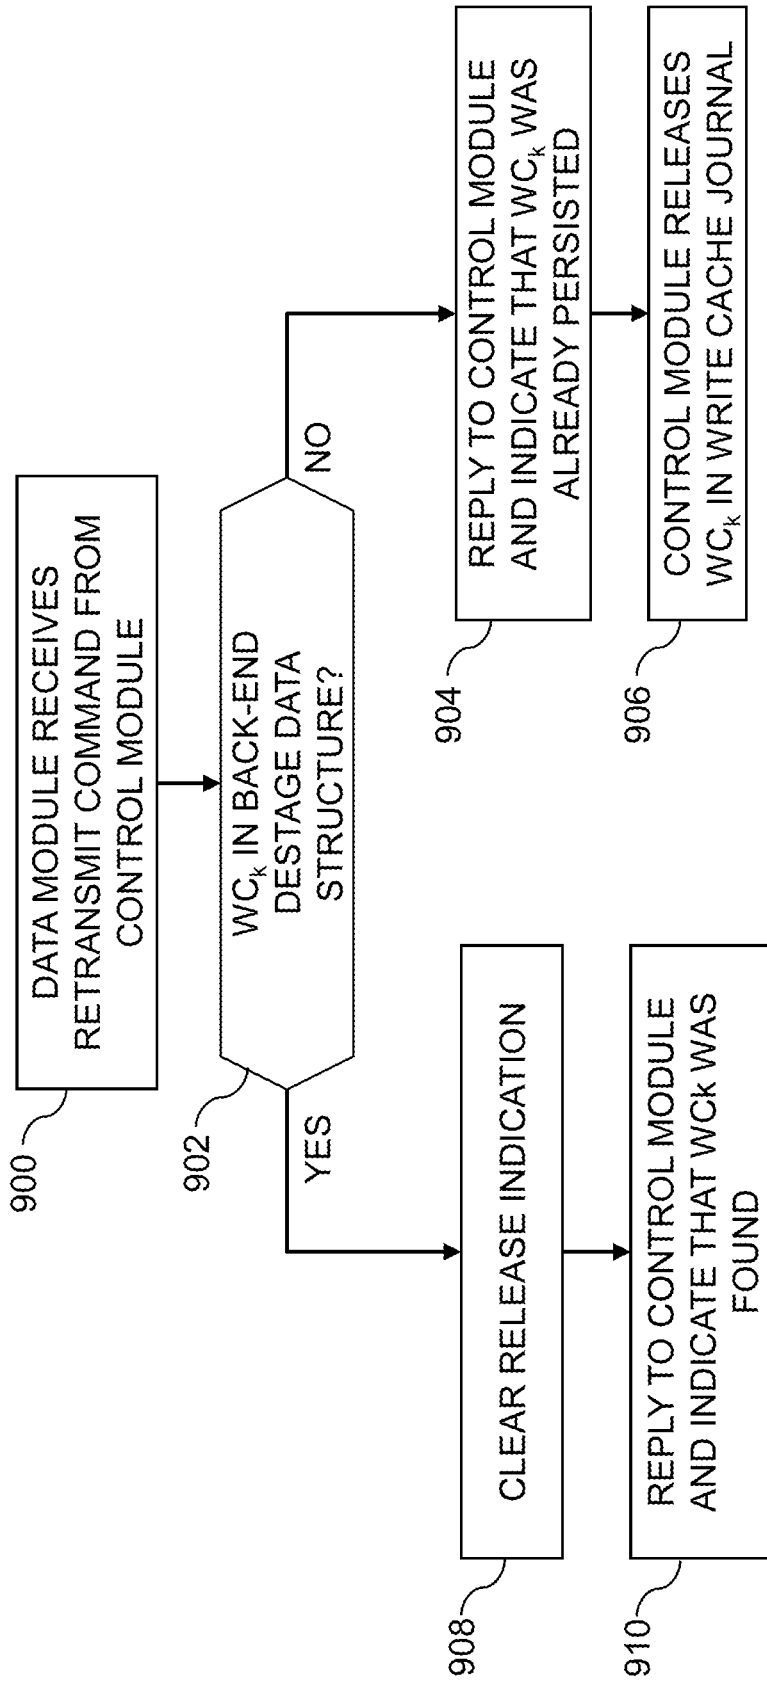 900
DATA MODULE RECEIVES
RETRANSMIT COMMAND FROM
CONTROL MODULE
902
WCₖ IN BACK-END
DESTAGE DATA
STRUCTURE?
YES
NO
908
CLEAR RELEASE INDICATION
910
REPLY TO CONTROL MODULE
AND INDICATE THAT WCk WAS
FOUND
904
REPLY TO CONTROL MODULE
AND INDICATE THAT WCₖ WAS
ALREADY PERSISTED
906
CONTROL MODULE RELEASES
WCₖ IN WRITE CACHE JOURNAL